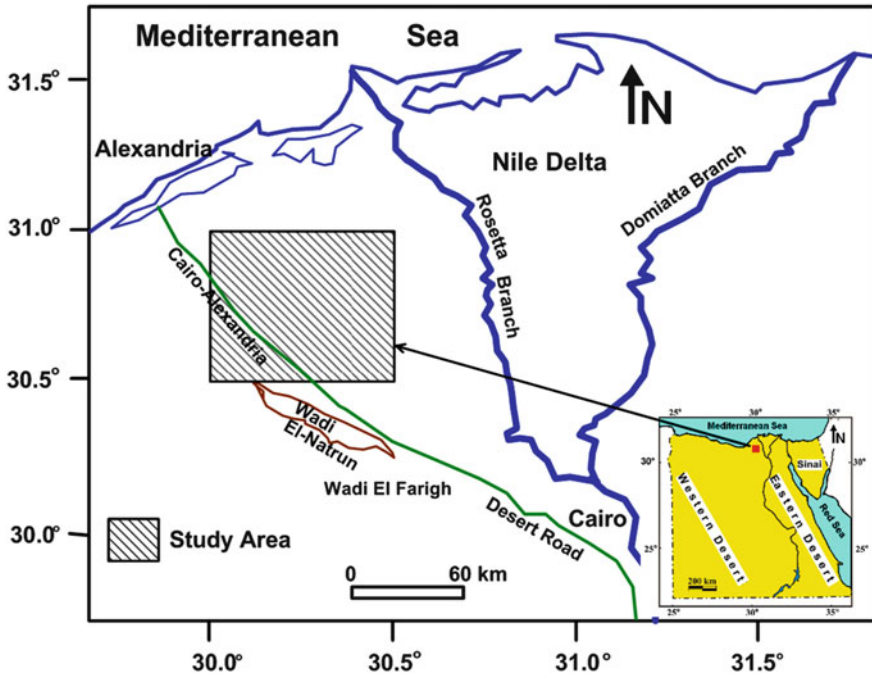 Mediterranean Sea
31.5°
N
Alexandria
Nile Delta
Domiatta Branch
Rosetta Branch
31.0°
Cairo-Alexandria
30.5°
Wadi
El-Natrun
Wadi El Farigh
Desert Road
Cairo
30.0°
Study Area
0 60 km
30.0° 30.5° 31.0° 31.5°
25° 30° 35°
Mediterranean Sea
N
31° 31°
Sinai
Western Desert
Eastern Desert
Red Sea
25° 25°
200 km
25° 30° 35°